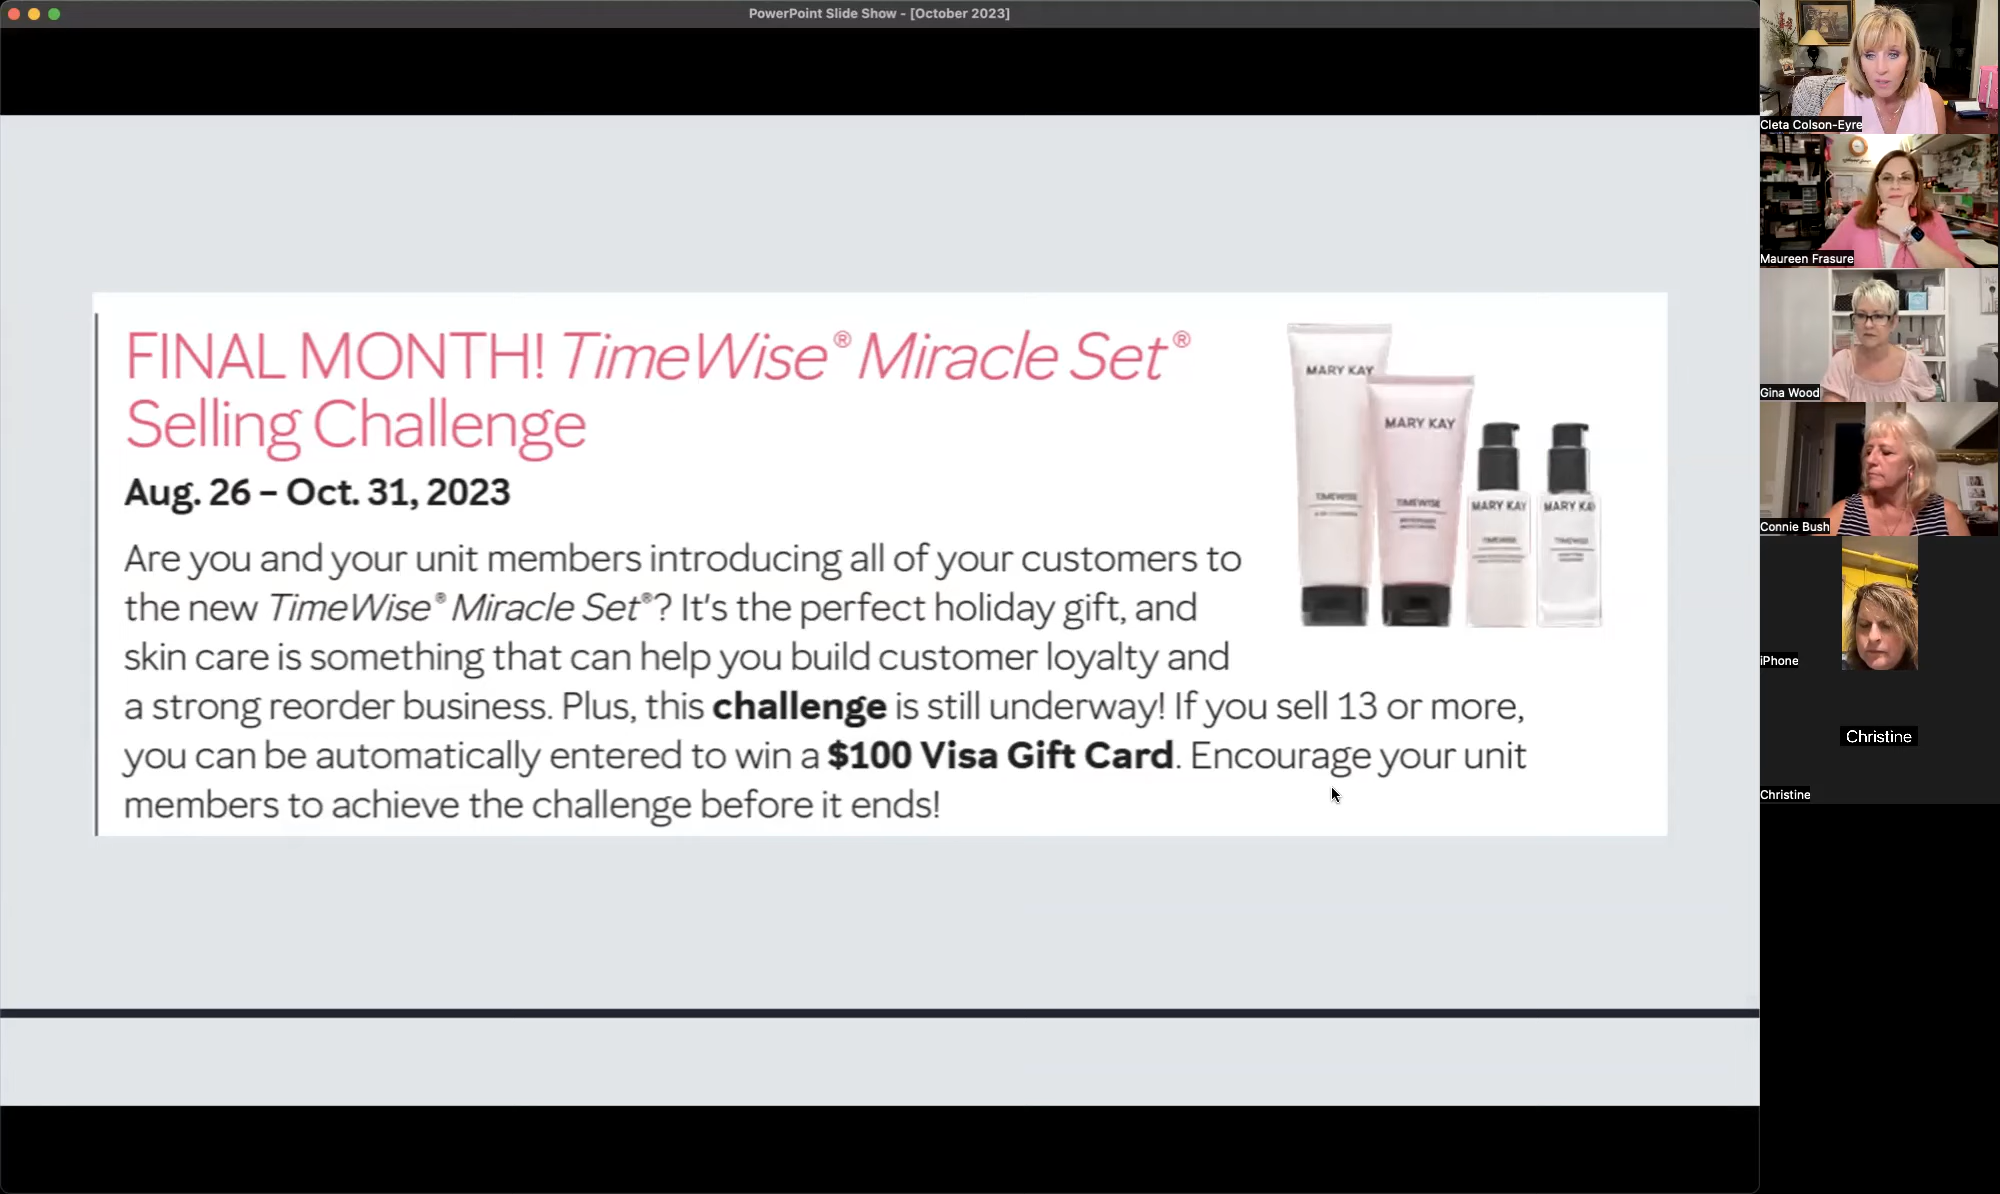 PowerPoint Slide Show - [October 2023]
FINAL MONTH! TimeWise® Miracle Set®
Selling Challenge
Aug. 26 – Oct. 31, 2023
Are you and your unit members introducing all of your customers to
the new TimeWise® Miracle Set®? It's the perfect holiday gift, and
skin care is something that can help you build customer loyalty and
a strong reorder business. Plus, this challenge is still underway! If you sell 13 or more,
you can be automatically entered to win a $100 Visa Gift Card. Encourage your unit
members to achieve the challenge before it ends!
MARY KAY
TIMEWISE
MARY KAY
TIMEWISE
MARY KAY
TIMEWISE
MARY KAY
TIMEWISE
Cleta Colson-Eyre
Maureen Frasure
Gina Wood
Connie Bush
iPhone
Christine
Christine